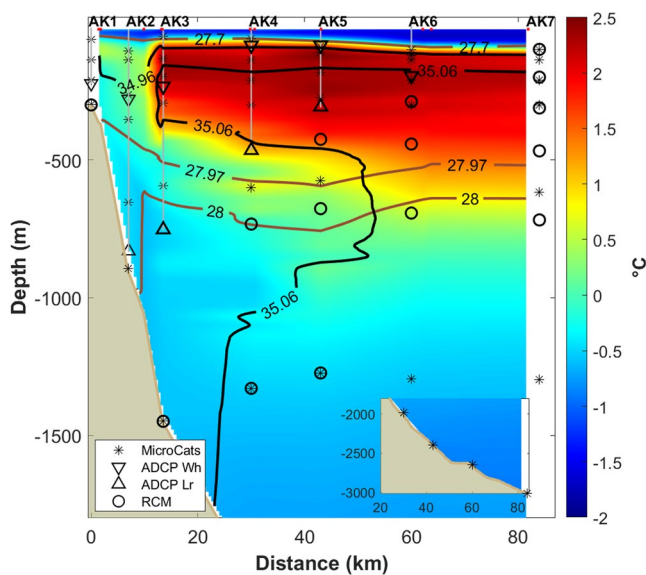 AK1 AK2 AK3 AK4 AK5 AK6 AK7
27.7 27.7
34.96 35.06
35.06
27.97 27.97
28 28
35.06
35.06
-500
-1000
-1500
Depth (m)
MicroCats
ADCP Wh
ADCP Lr
RCM
-2000
-2500
-3000
20 40 60 80
0 20 40 60 80
Distance (km)
2.5
2
1.5
1
0.5
0
-0.5
-1
-1.5
-2
°C